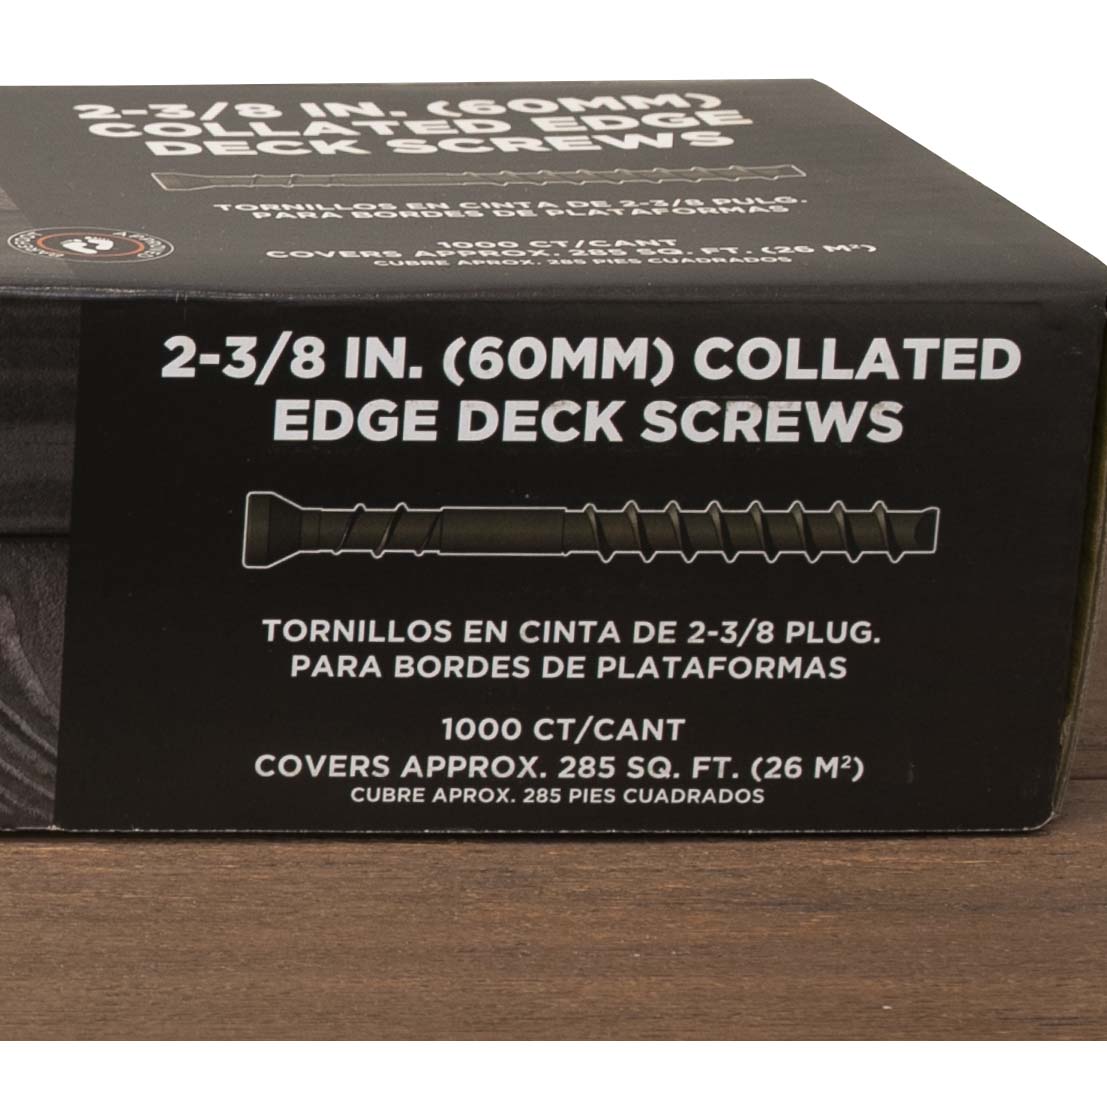 2-3/8 IN. (60MM)
COLLATED EDGE
DECK SCREWS
TORNILLOS EN CINTA DE 2-3/8 PULG.
PARA BORDES DE PLATAFORMAS
1000 CT/CANT
COVERS APPROX. 285 SQ. FT. (26 M²)
CUBRE APROX. 285 PIES CUADRADOS
2-3/8 IN. (60MM) COLLATED
EDGE DECK SCREWS
TORNILLOS EN CINTA DE 2-3/8 PLUG.
PARA BORDES DE PLATAFORMAS
1000 CT/CANT
COVERS APPROX. 285 SQ. FT. (26 M²)
CUBRE APROX. 285 PIES CUADRADOS